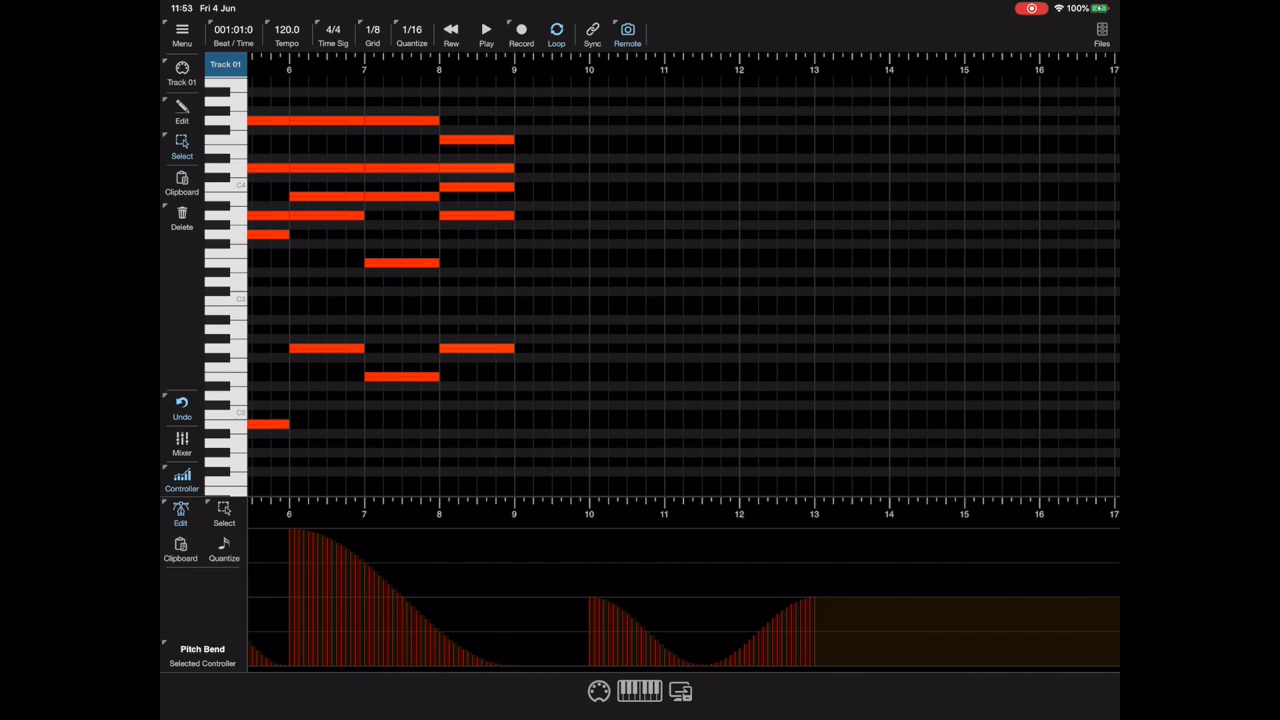 11:53 Fri 4 Jun 100%
001:01:0 120.0 4/4 1/8 1/16
Menu Beat / Time Tempo Time Sig Grid Quantize Rew Play Record Loop Sync Remote Files
Track 01
6 7 8 9 10 11 12 13 14 15 16 17
Track 01
Edit
Select
C4
Clipboard
Delete
C3
C2
Undo
Mixer
Controller
6 7 8 9 10 11 12 13 14 15 16 17
Edit Select
Clipboard Quantize
Pitch Bend
Selected Controller